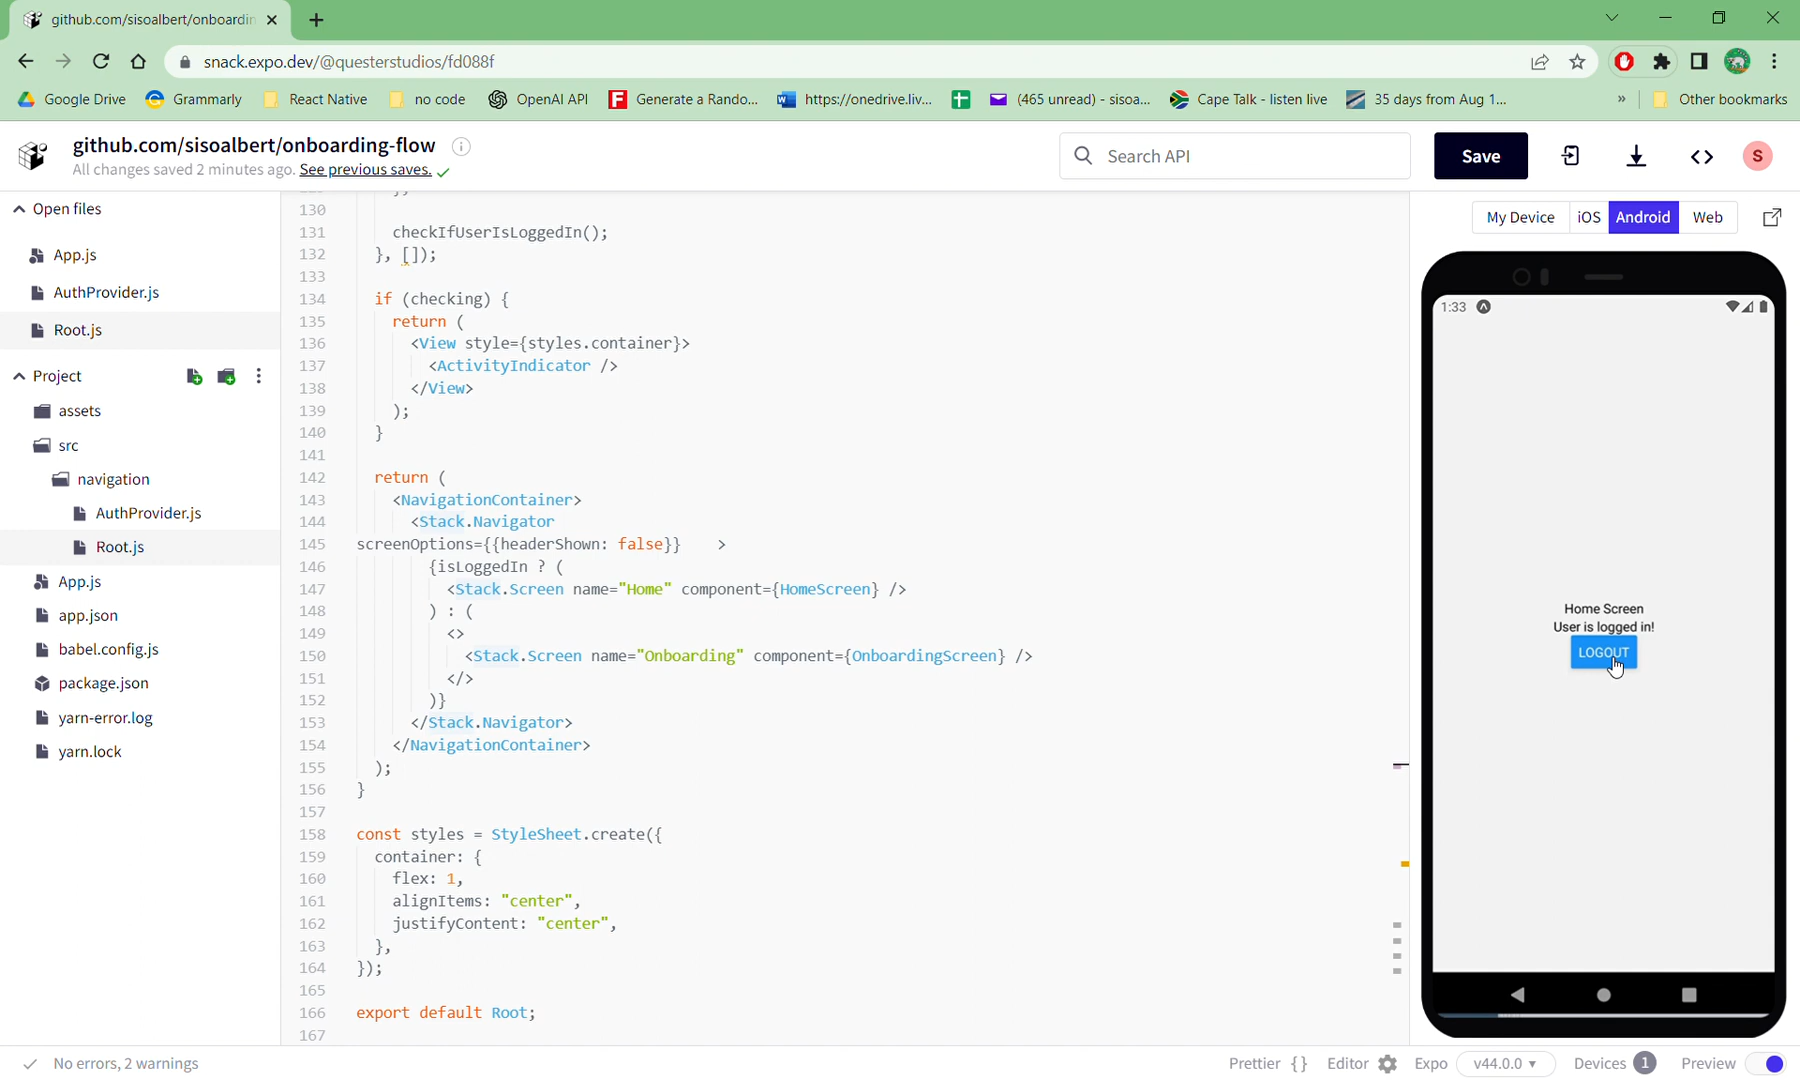 github.com/sisoalbert/onboardin
snack.expo.dev/@questerstudios/fd088f
Google Drive
Grammarly
React Native
no code
OpenAI API
Generate a Rando...
https://onedrive.liv...
(465 unread) - sisoa...
Cape Talk - listen live
35 days from Aug 1...
»
Other bookmarks
github.com/sisoalbert/onboarding-flow
All changes saved 2 minutes ago. See previous saves.
Search API
Save
S
Open files
App.js
AuthProvider.js
Root.js
Project
assets
src
navigation
AuthProvider.js
Root.js
App.js
app.json
babel.config.js
package.json
yarn-error.log
yarn.lock
130
131 checkIfUserIsLoggedIn();
132 }, []);
133
134 if (checking) {
135 return (
136 <View style={styles.container}>
137 <ActivityIndicator />
138 </View>
139 );
140 }
141
142 return (
143 <NavigationContainer>
144 <Stack.Navigator
145 screenOptions={{headerShown: false}} >
146 {isLoggedIn ? (
147 <Stack.Screen name="Home" component={HomeScreen} />
148 ) : (
149 <>
150 <Stack.Screen name="Onboarding" component={OnboardingScreen} />
151 </>
152 )}
153 </Stack.Navigator>
154 </NavigationContainer>
155 );
156 }
157
158 const styles = StyleSheet.create({
159 container: {
160 flex: 1,
161 alignItems: "center",
162 justifyContent: "center",
163 },
164 });
165
166 export default Root;
167
My Device
iOS
Android
Web
1:33
Home Screen
User is logged in!
LOGOUT
No errors, 2 warnings
Prettier {}
Editor
Expo
v44.0.0
Devices 1
Preview